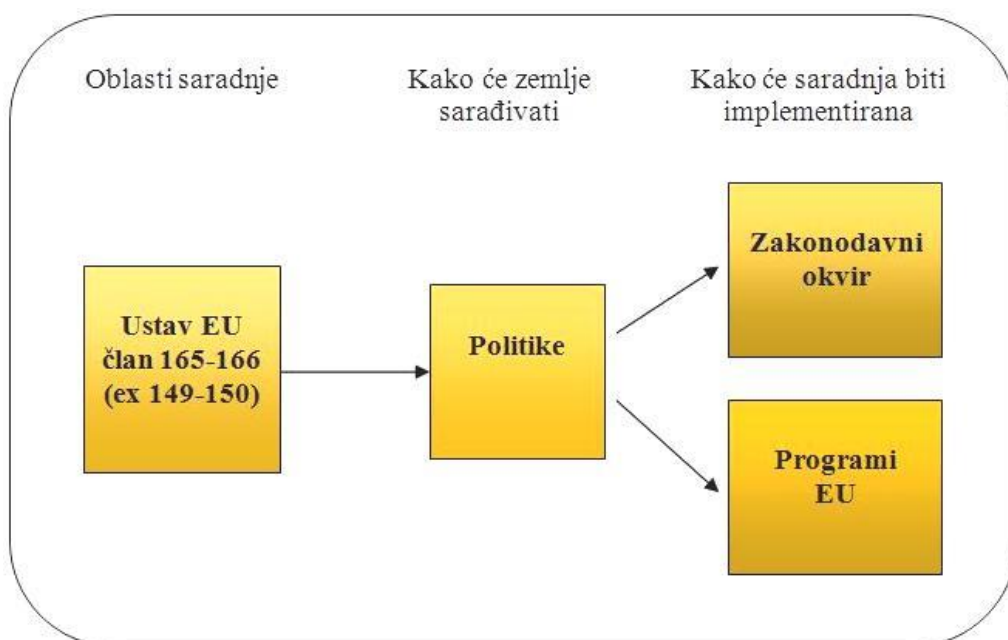 Oblasti saradnje
Kako će zemlje
sarađivati
Kako će saradnja biti
implementirana
Ustav EU
član 165-166
(ex 149-150)
Politike
Zakonodavni
okvir
Programi
EU